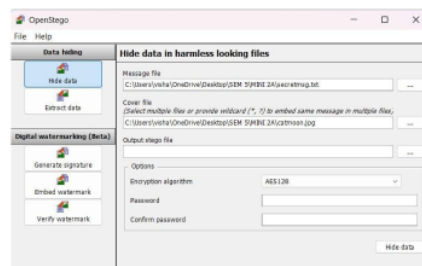 OpenStego
File Help
Data hiding
Hide data
Extract data
Digital watermarking (Beta)
Generate signature
Embed watermark
Verify watermark
Hide data in harmless looking files
Message file
C:\Users\visha\OneDrive\Desktop\SEM 5\MINI 2A\secretmsg.txt
...
Cover file
(Select multiple files or provide wildcard (*, ?) to embed same message in multiple files)
C:\Users\visha\OneDrive\Desktop\SEM 5\MINI 2A\catmoon.jpg
...
Output stego file
...
Options
Encryption algorithm
AES128
Password
Confirm password
Hide data